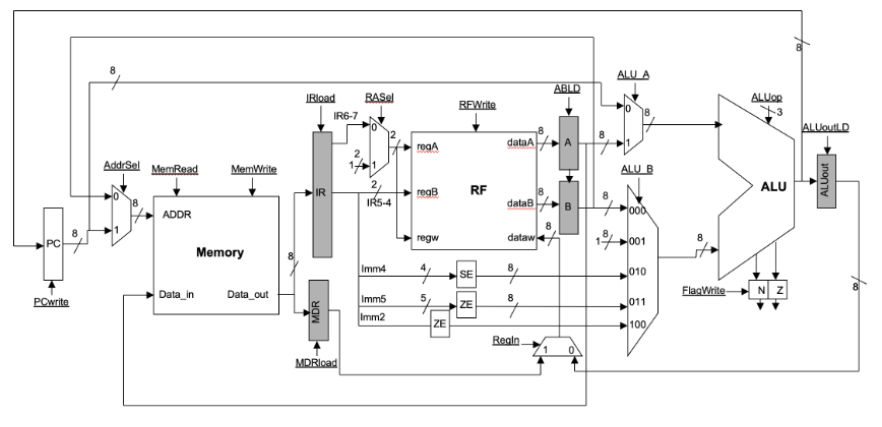 8
8
ALU_A
ABLD
IRload
RASel
RFWrite
ALUop
IR6-7
0
8
3
ALUoutLD
0
2
regA
dataA
8
A
8
1
AddrSel
MemRead
MemWrite
2
1
1
ALU_B
ALU
ALUout
0
8
IR
2
regB
RF
dataB
8
B
8
000
PC
8
1
ADDR
IR5-4
regw
dataw
8
1
001
8
Memory
8
Imm4
4
SE
8
010
PCwrite
Data_in
Data_out
MDR
Imm5
5
ZE
8
011
FlagWrite
N
Z
8
Imm2
ZE
100
MDRload
RegIn
1
0